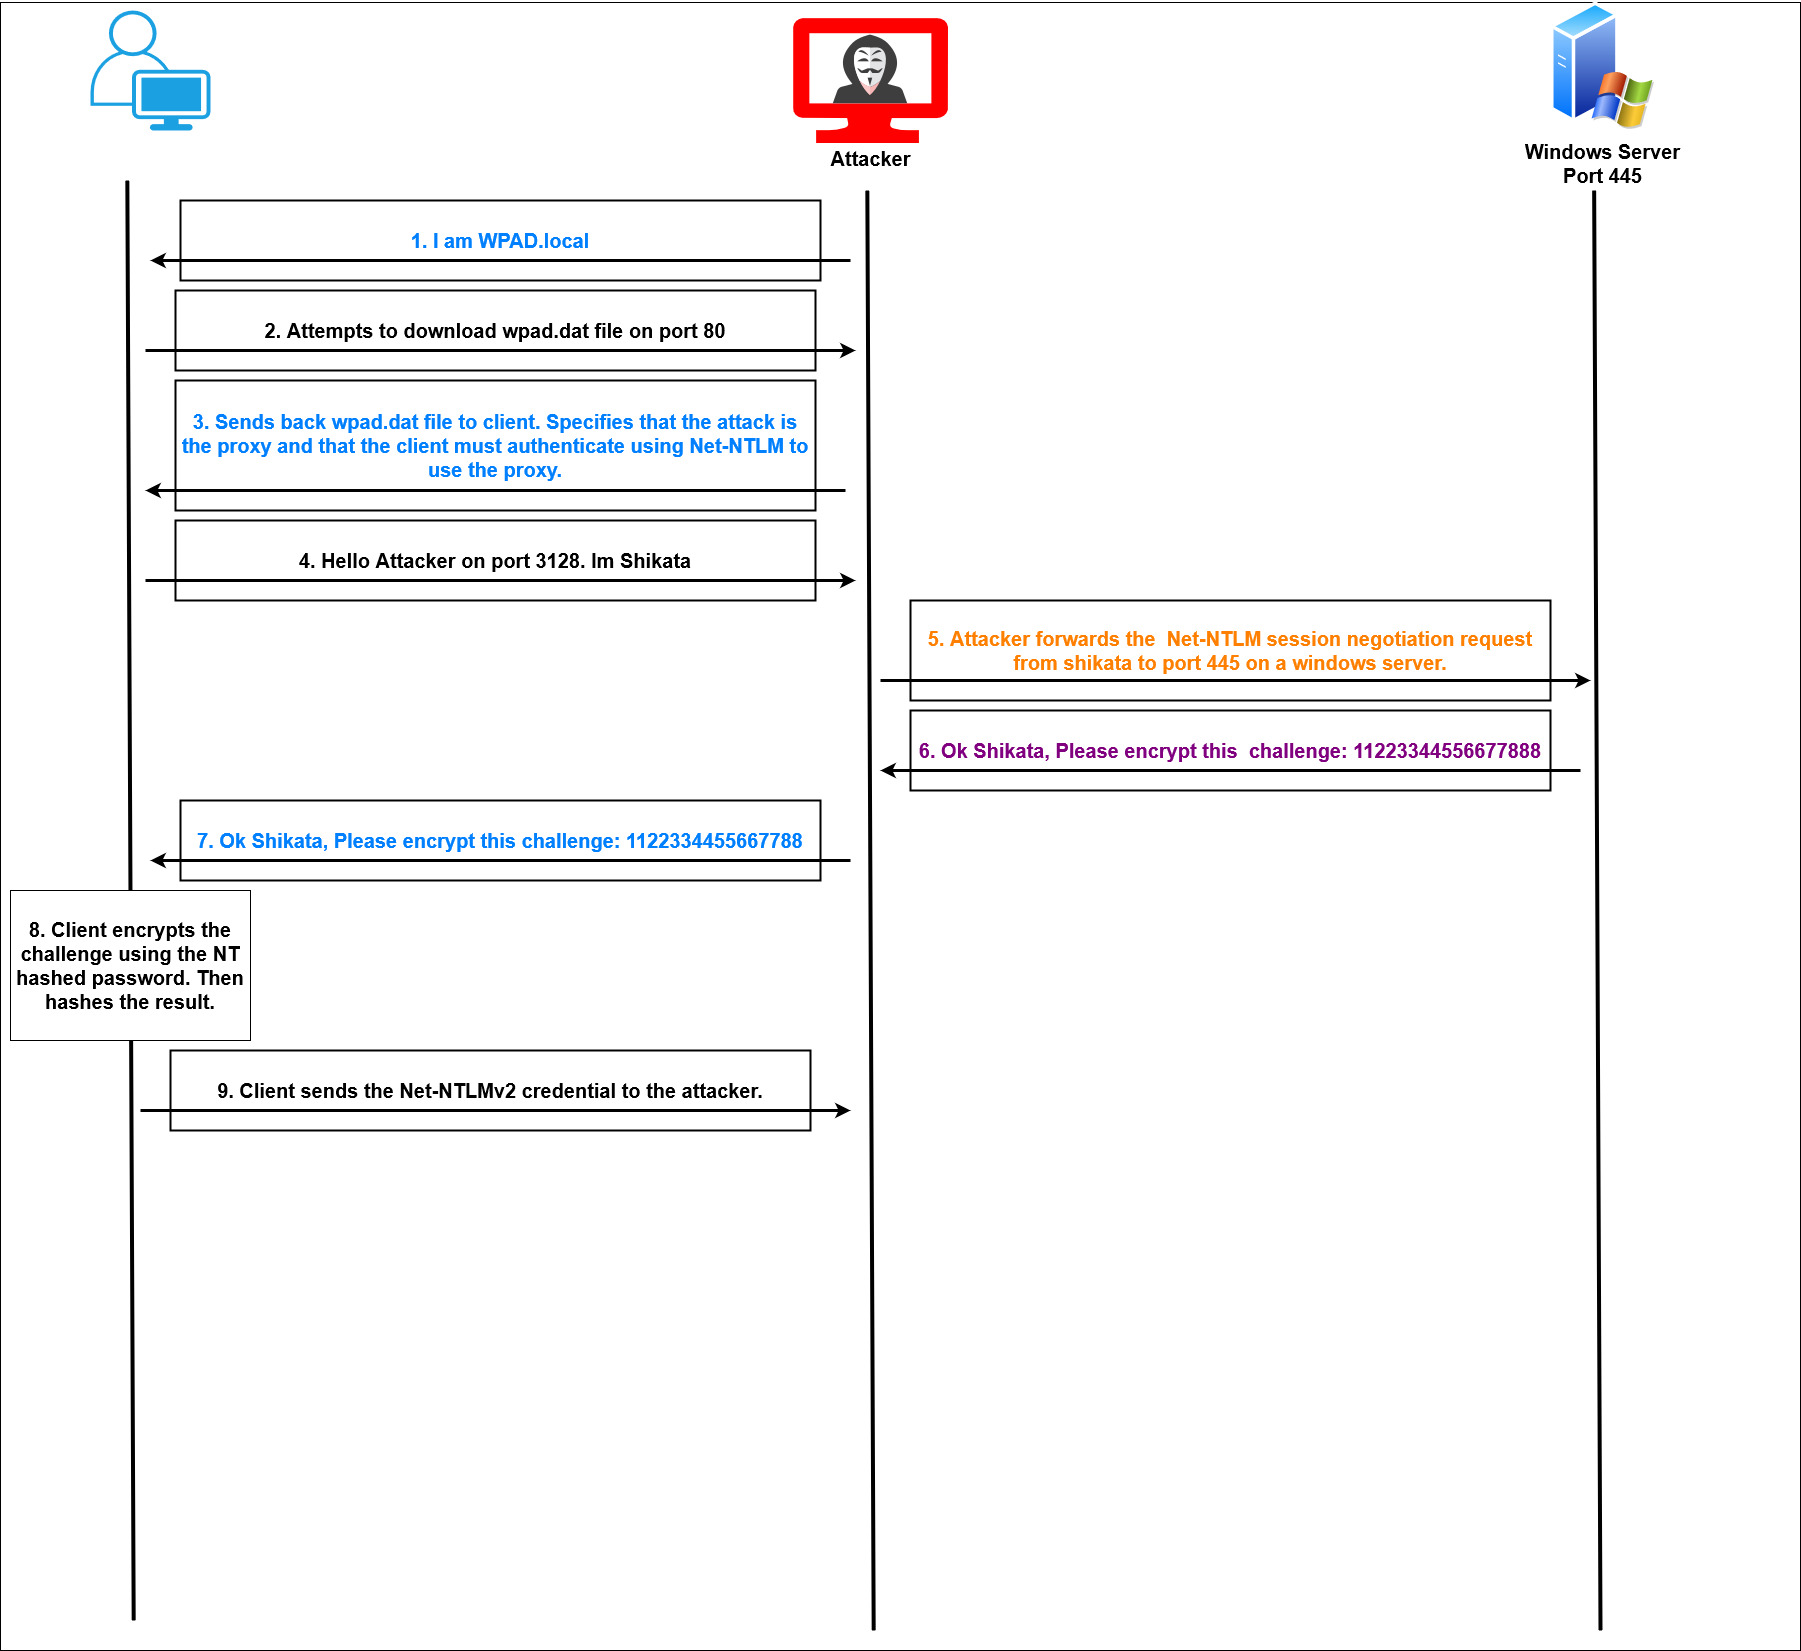 Attacker
Windows Server
Port 445
1. I am WPAD.local
2. Attempts to download wpad.dat file on port 80
3. Sends back wpad.dat file to client. Specifies that the attack is
the proxy and that the client must authenticate using Net-NTLM to
use the proxy.
4. Hello Attacker on port 3128. Im Shikata
5. Attacker forwards the  Net-NTLM session negotiation request
from shikata to port 445 on a windows server.
6. Ok Shikata, Please encrypt this  challenge: 11223344556677888
7. Ok Shikata, Please encrypt this challenge: 1122334455667788
8. Client encrypts the
challenge using the NT
hashed password. Then
hashes the result.
9. Client sends the Net-NTLMv2 credential to the attacker.